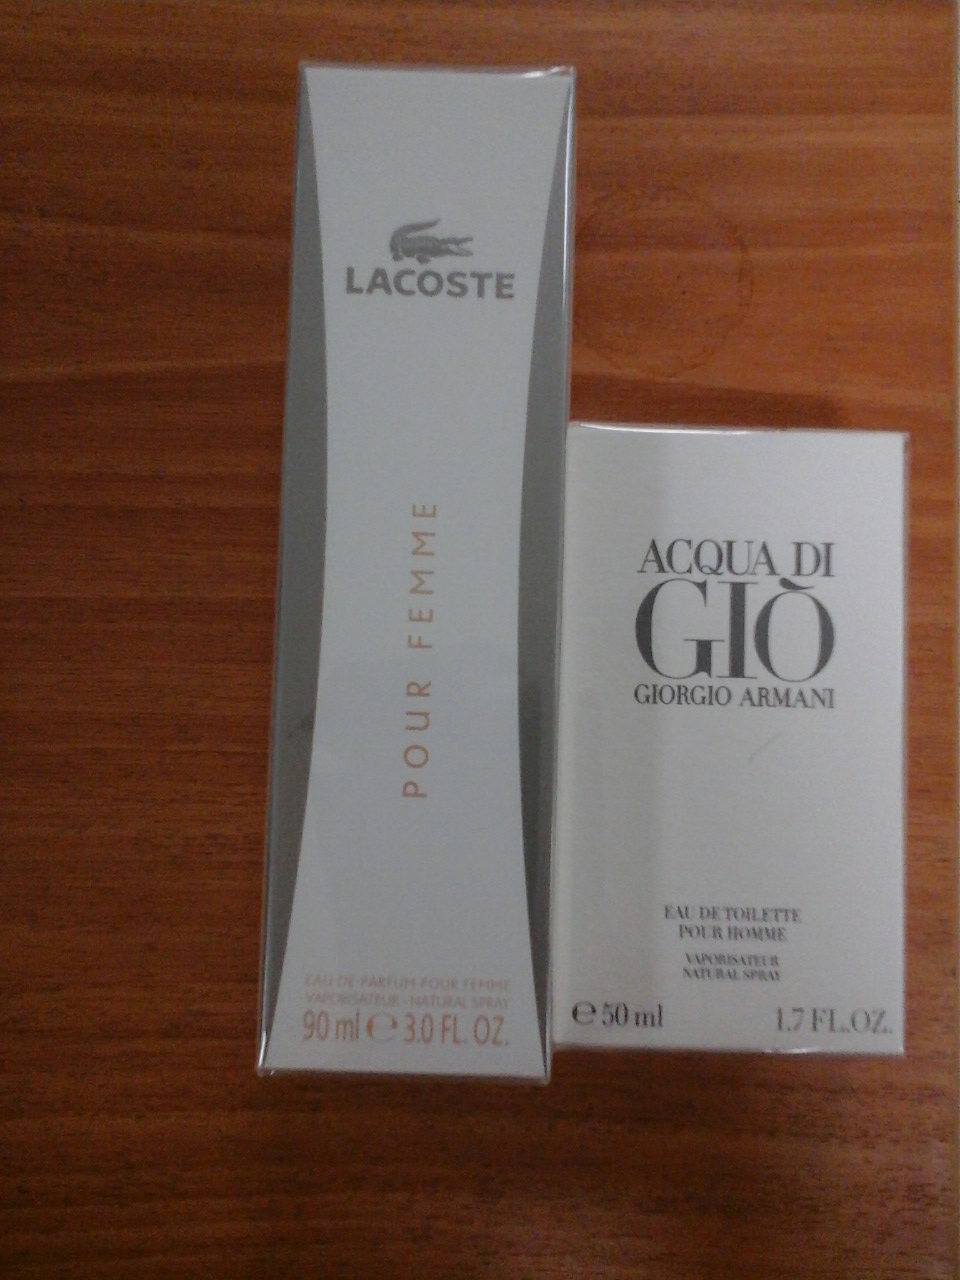 LACOSTE
POUR FEMME
EAU DE PARFUM POUR FEMME
VAPORISATEUR - NATURAL SPRAY
90 ml ℮ 3.0 FL. OZ.
ACQUA DI
GIÒ
GIORGIO ARMANI
EAU DE TOILETTE
POUR HOMME
VAPORISATEUR
NATURAL SPRAY
℮ 50 ml 1.7 FL.OZ.